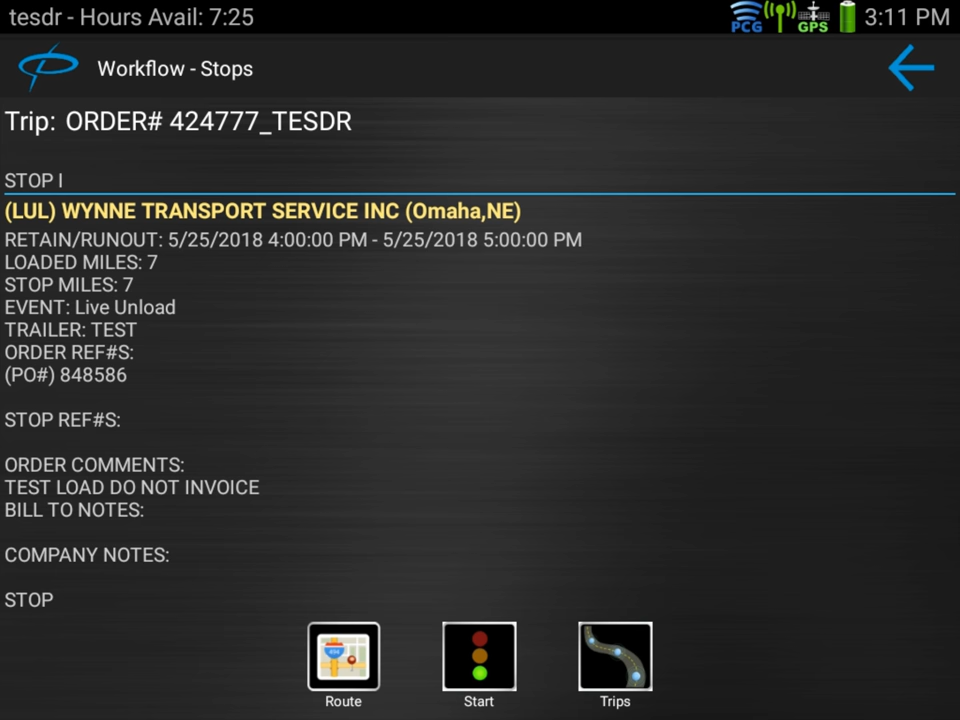 tesdr - Hours Avail: 7:25
PCG GPS 3:11 PM
Workflow - Stops
Trip: ORDER# 424777_TESDR
STOP I
(LUL) WYNNE TRANSPORT SERVICE INC (Omaha,NE)
RETAIN/RUNOUT: 5/25/2018 4:00:00 PM - 5/25/2018 5:00:00 PM
LOADED MILES: 7
STOP MILES: 7
EVENT: Live Unload
TRAILER: TEST
ORDER REF#S:
(PO#) 848586
STOP REF#S:
ORDER COMMENTS:
TEST LOAD DO NOT INVOICE
BILL TO NOTES:
COMPANY NOTES:
STOP
Route Start Trips